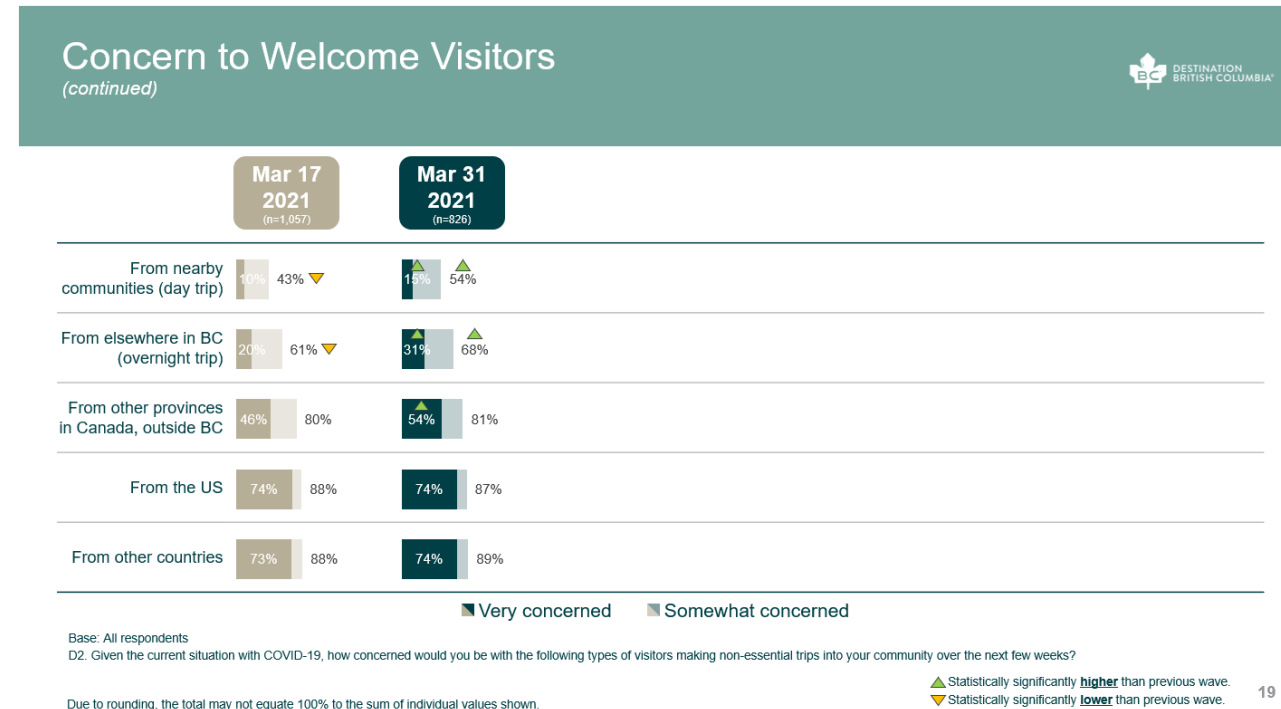 Concern to Welcome Visitors
(continued)
BC
DESTINATION
BRITISH COLUMBIA®
Mar 17
2021
(n=1,057)
Mar 31
2021
(n=826)
From nearby
communities (day trip)
10%
43%
15%
54%
From elsewhere in BC
(overnight trip)
20%
61%
31%
68%
From other provinces
in Canada, outside BC
46%
80%
54%
81%
From the US
74%
88%
74%
87%
From other countries
73%
88%
74%
89%
Very concerned
Somewhat concerned
Base: All respondents
D2. Given the current situation with COVID-19, how concerned would you be with the following types of visitors making non-essential trips into your community over the next few weeks?
Statistically significantly higher than previous wave.
Statistically significantly lower than previous wave.
19
Due to rounding, the total may not equate 100% to the sum of individual values shown.